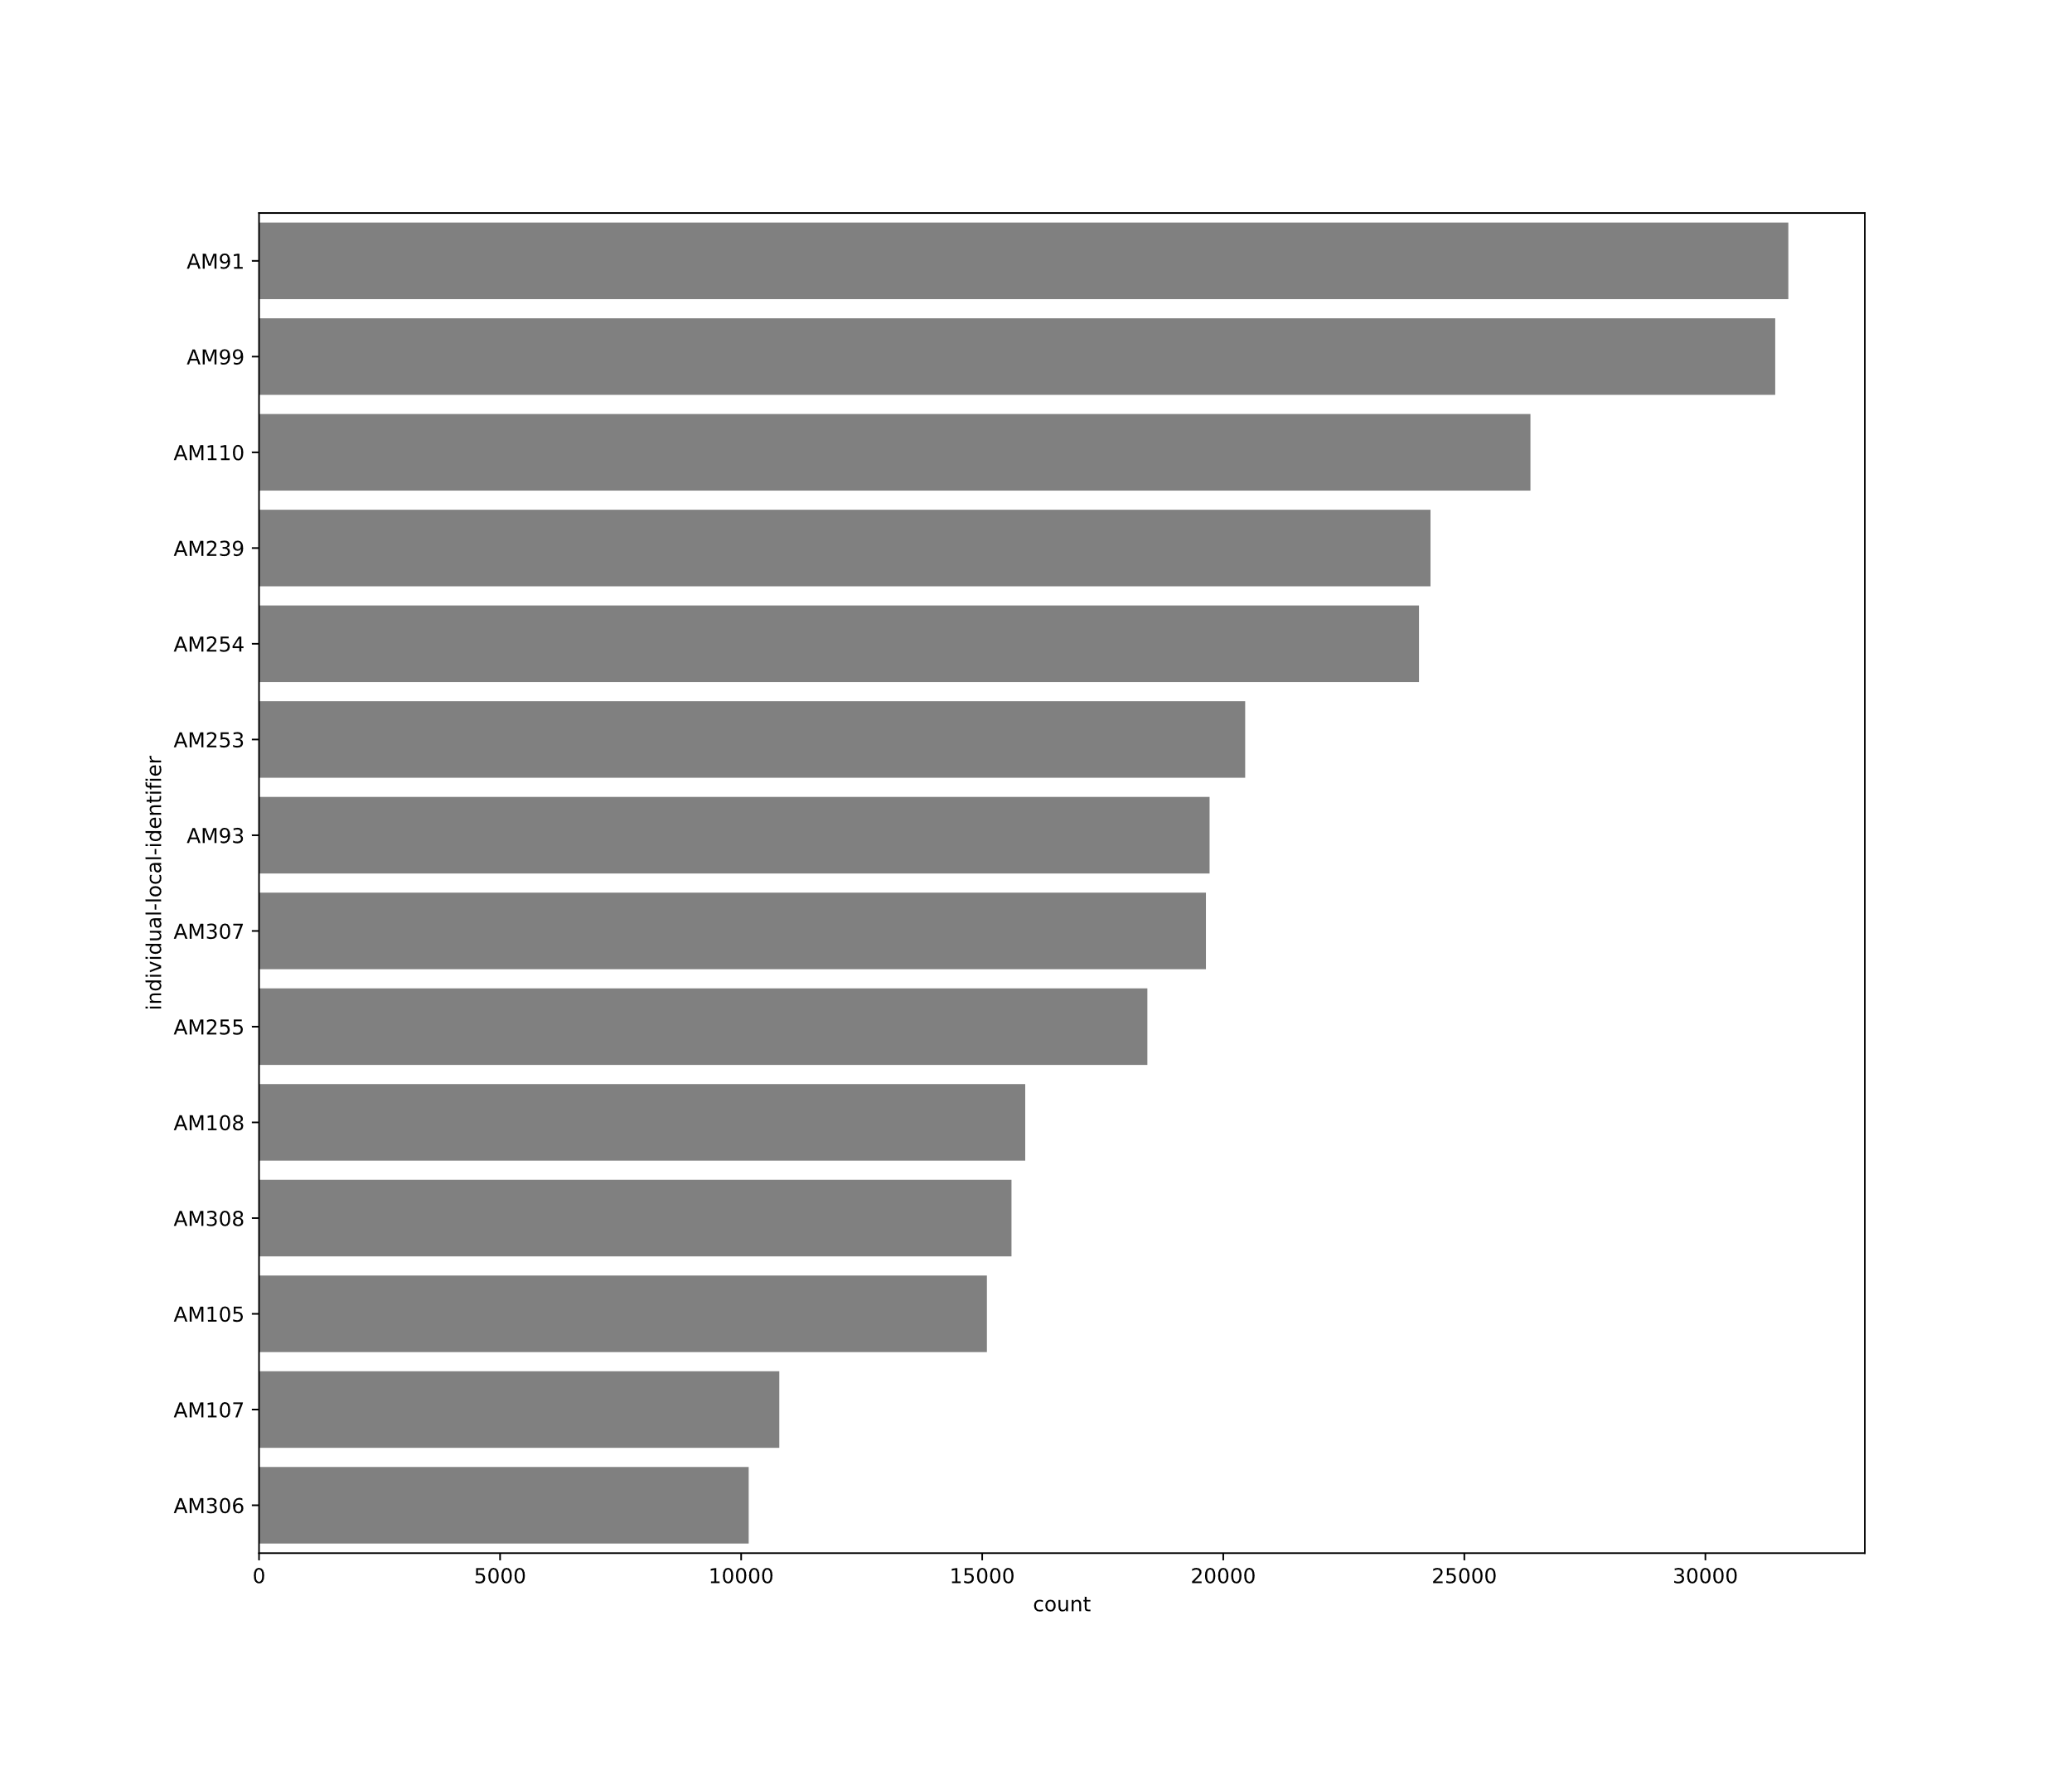 AM91
AM99
AM110
AM239
AM254
AM253
AM93
AM307
AM255
AM108
AM308
AM105
AM107
AM306
individual-local-identifier
0 5000 10000 15000 20000 25000 30000
count